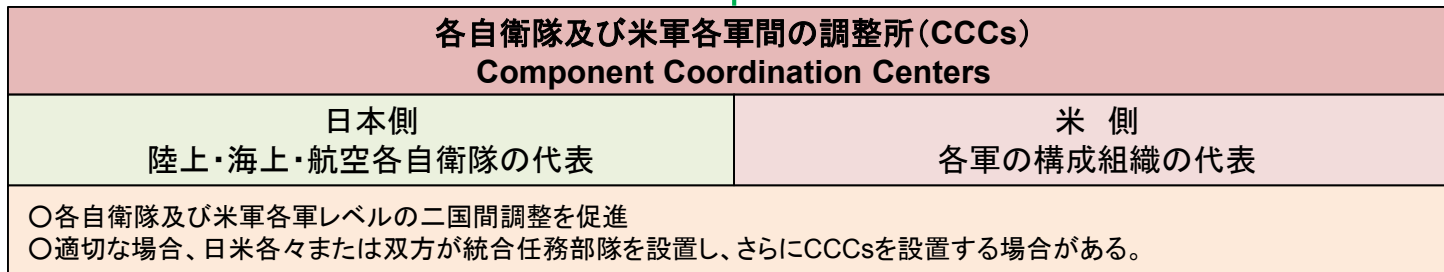 各自衛隊及び米軍各軍間の調整所（CCCs）
Component Coordination Centers
日本側
陸上・海上・航空各自衛隊の代表
米　側
各軍の構成組織の代表
〇各自衛隊及び米軍各軍レベルの二国間調整を促進
〇適切な場合、日米各々または双方が統合任務部隊を設置し、さらにCCCsを設置する場合がある。